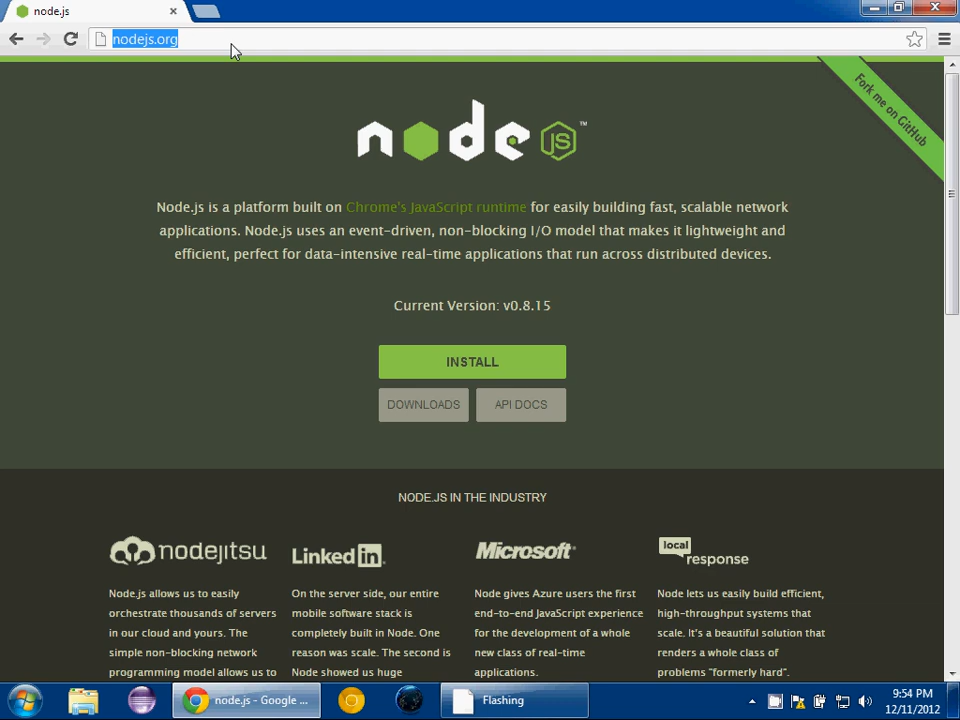 node.js
nodejs.org
Fork me on GitHub
node JS ™
Node.js is a platform built on Chrome's JavaScript runtime for easily building fast, scalable network
applications. Node.js uses an event-driven, non-blocking I/O model that makes it lightweight and
efficient, perfect for data-intensive real-time applications that run across distributed devices.
Current Version: v0.8.15
INSTALL
DOWNLOADS
API DOCS
NODE.JS IN THE INDUSTRY
nodejitsu
Node.js allows us to easily
orchestrate thousands of servers
in our cloud and yours. The
simple non-blocking network
programming model allows us to
Linked in
On the server side, our entire
mobile software stack is
completely built in Node. One
reason was scale. The second is
Node showed us huge
Microsoft
Node gives Azure users the first
end-to-end JavaScript experience
for the development of a whole
new class of real-time
applications.
local
response
Node lets us easily build efficient,
high-throughput systems that
scale. It's a beautiful solution that
renders a whole class of
problems "formerly hard".
node.js - Google ...
Flashing
9:54 PM
12/11/2012